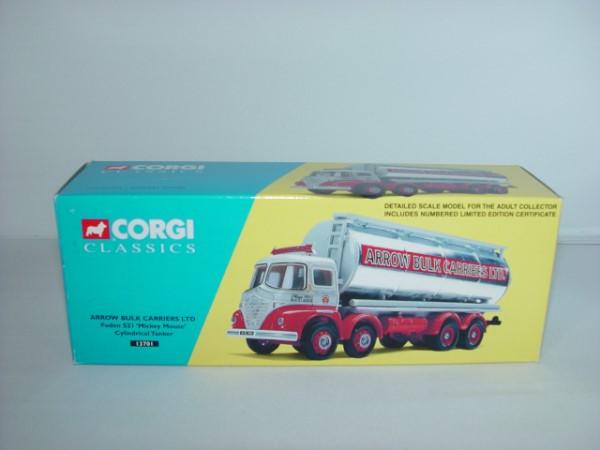 CORGI
CORGI
CLASSICS
DETAILED SCALE MODEL FOR THE ADULT COLLECTOR
INCLUDES NUMBERED LIMITED EDITION CERTIFICATE
ARROW BULK CARRIERS LTD.
ARROW BULK CARRIERS LTD
Foden S21 'Mickey Mouse'
Cylindrical Tanker
13701